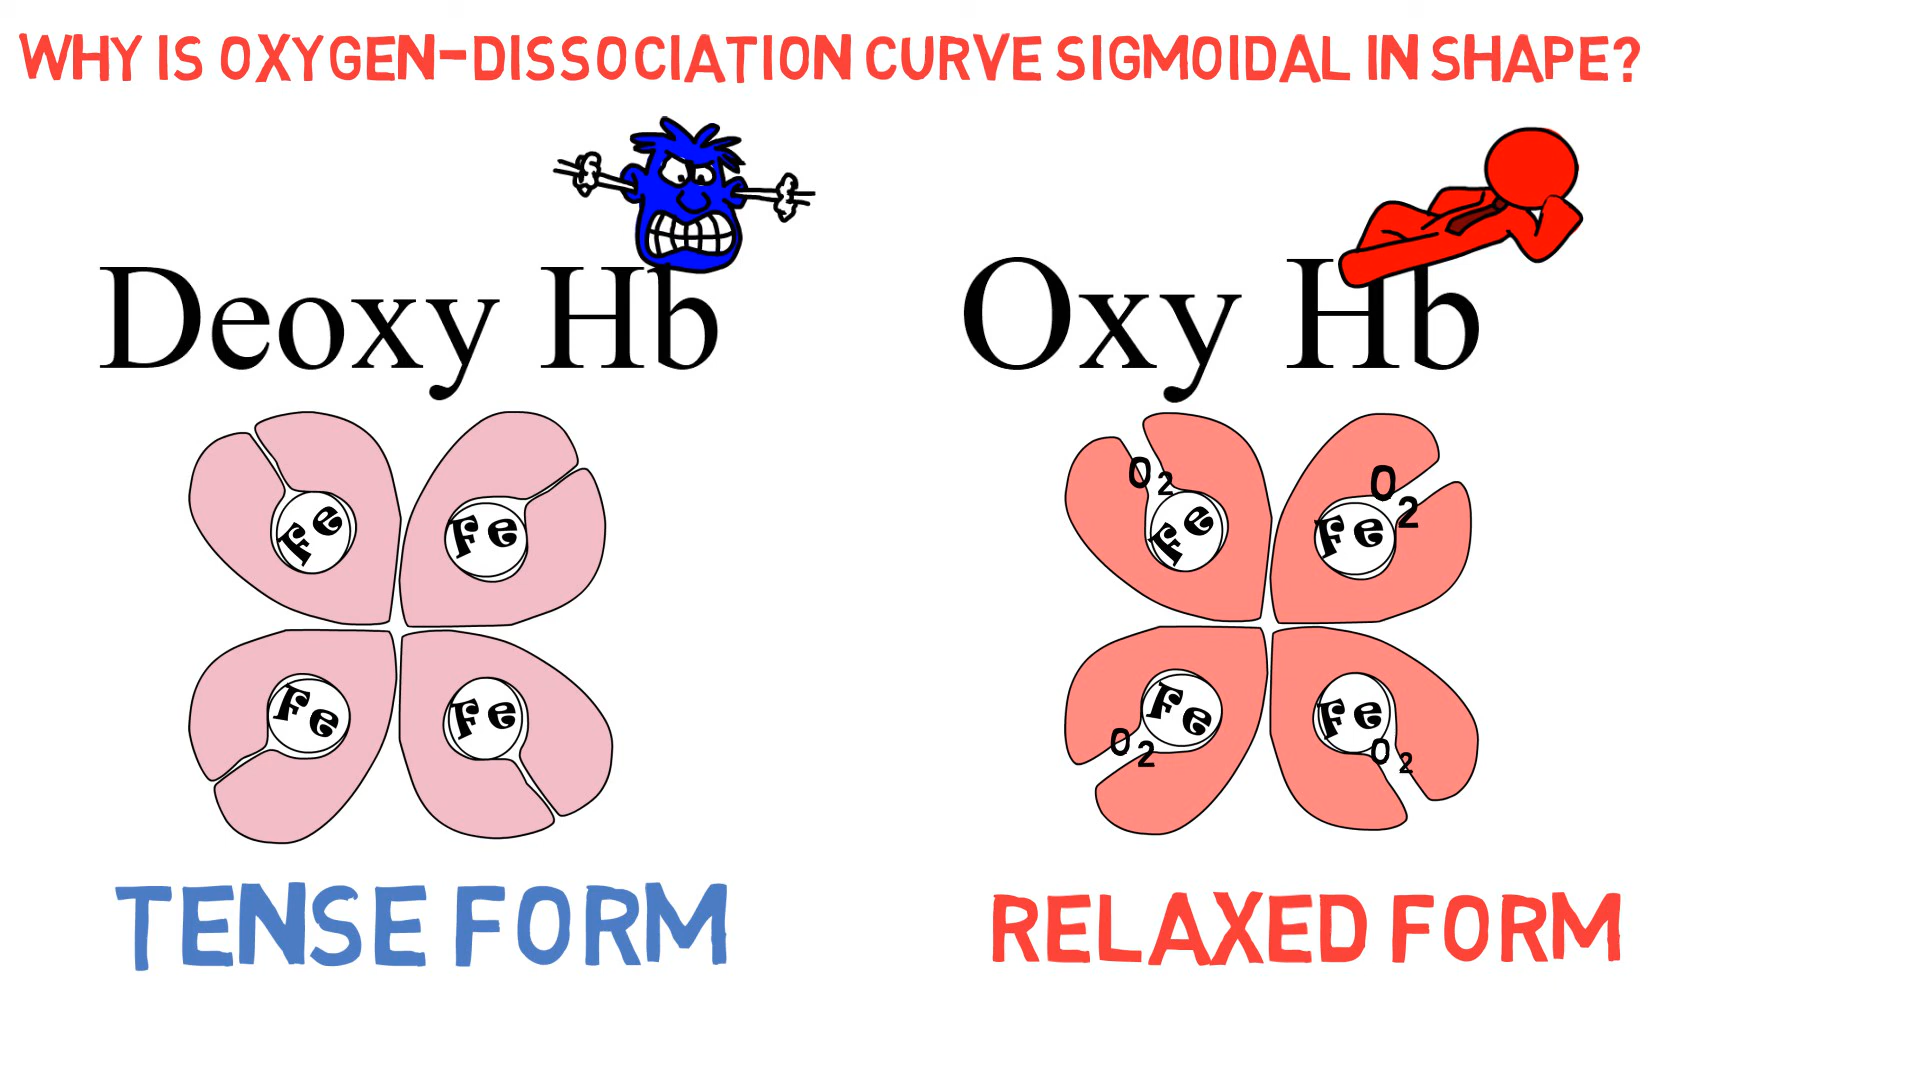 WHY IS OXYGEN-DISSOCIATION CURVE SIGMOIDAL IN SHAPE?
Deoxy Hb
Oxy Hb
Fe
Fe
Fe
Fe
O2
Fe
O2
Fe
Fe
O2
Fe
O2
TENSE FORM
RELAXED FORM